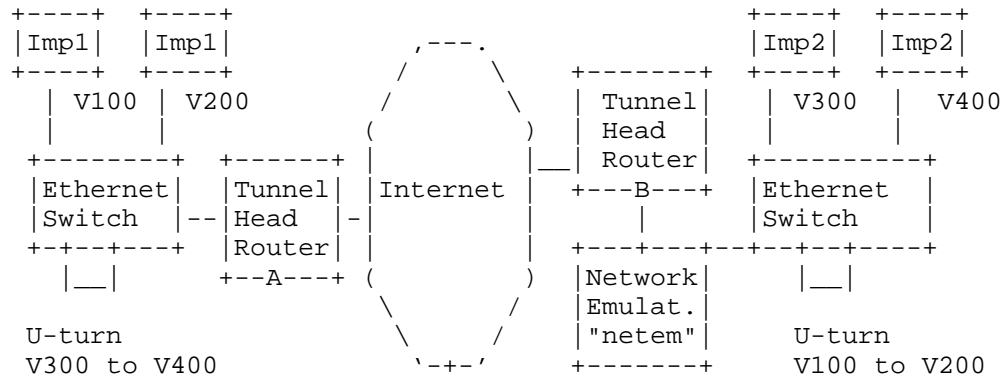 Imp1 Imp1 Imp2 Imp2
V100 V200 Tunnel V300 V400
Head
Router
Ethernet Tunnel Internet B Ethernet
Switch Head Switch
Router
A Network
Emulat.
U-turn "netem" U-turn
V300 to V400 V100 to V200